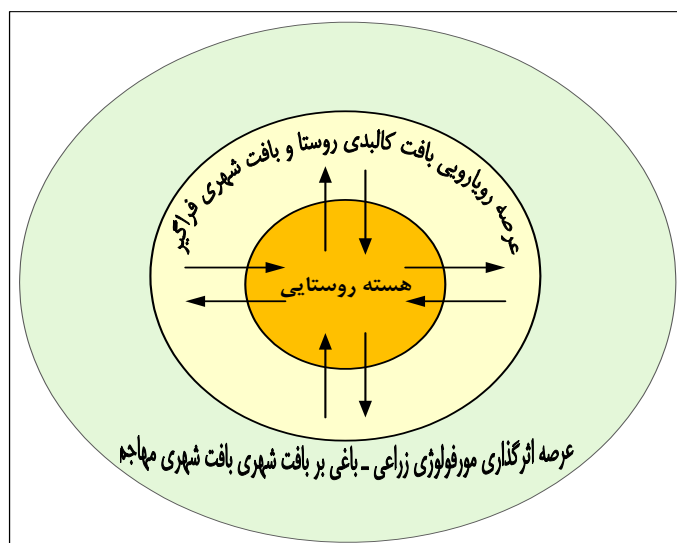 عرصه رویارویی بافت کالبدی روستا و بافت شهری فراگیر
هسته روستایی
عرصه اثرگذاری مورفولوژی زراعی – باغی بر بافت شهری بافت شهری مهاجم